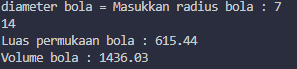 diameter bola = Masukkan radius bola : 7
14
Luas permukaan bola : 615.44
Volume bola : 1436.03